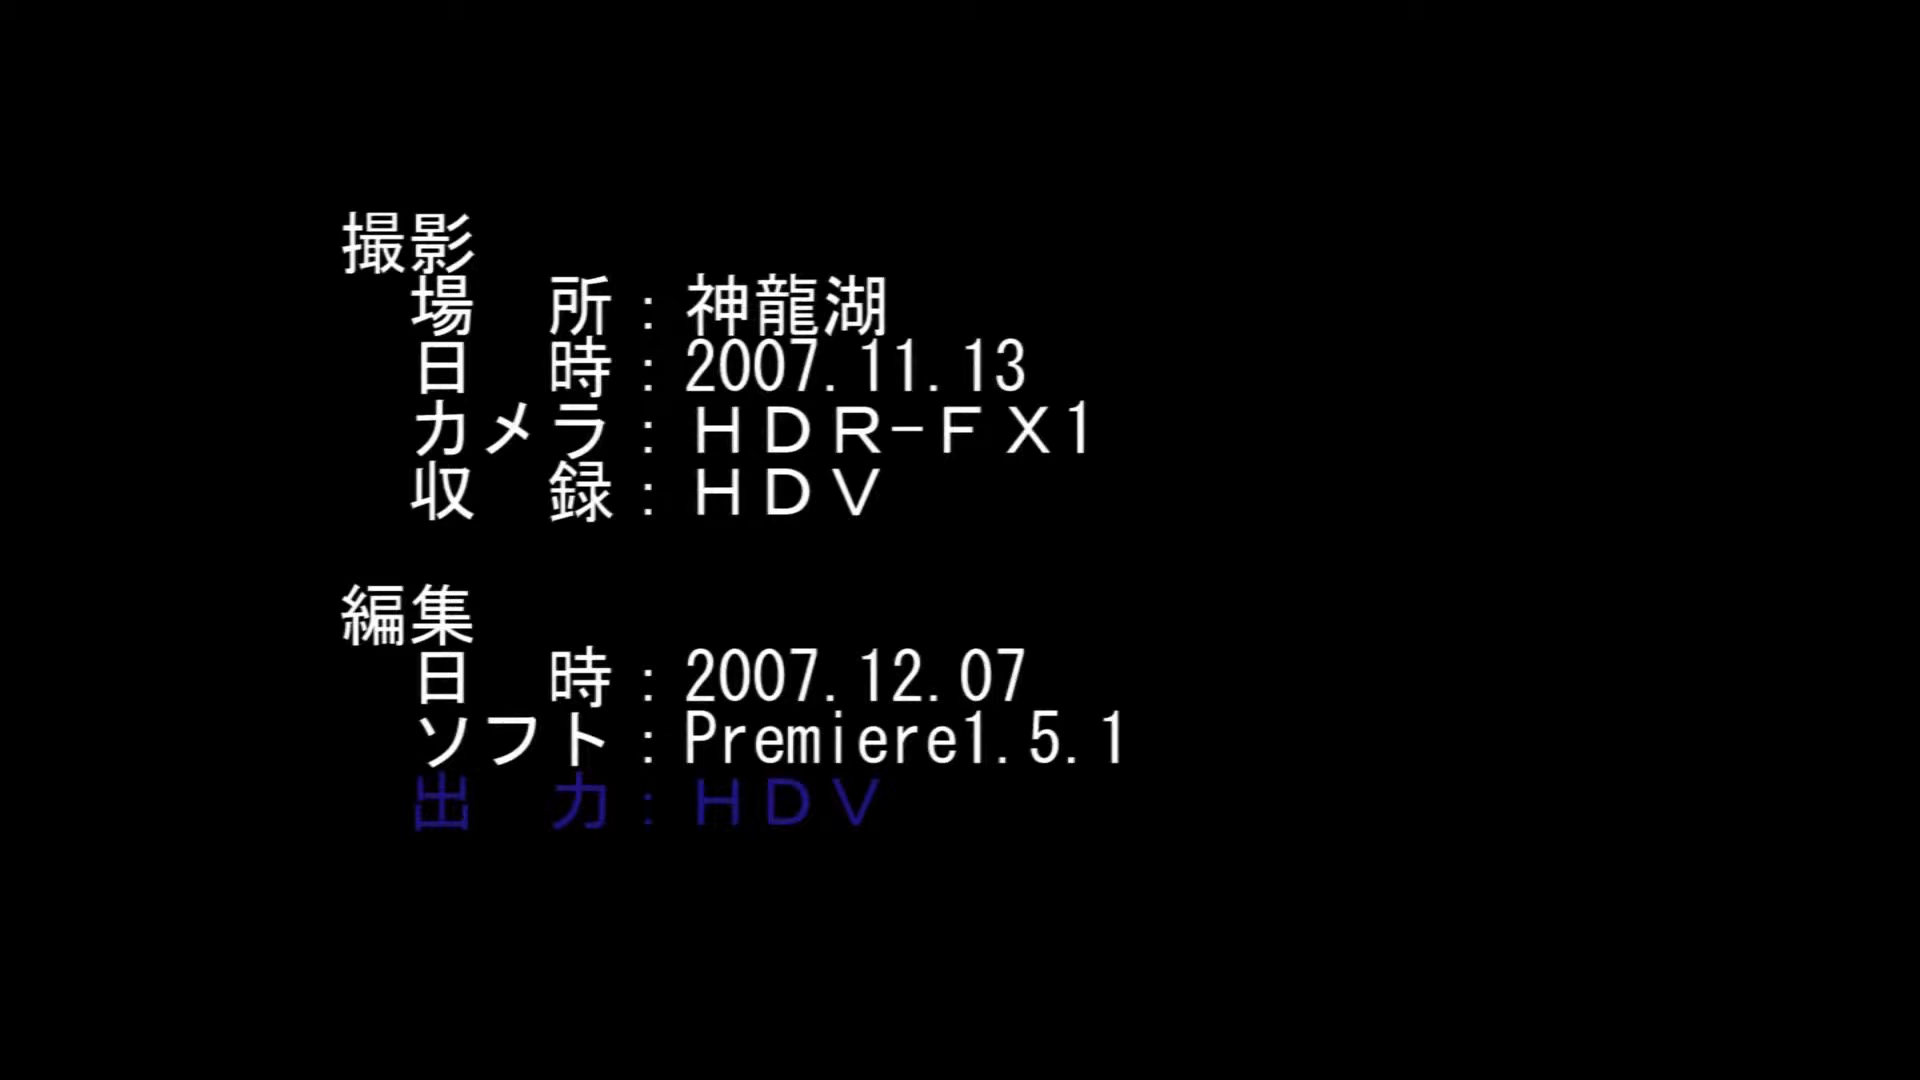 撮影
場　所：神龍湖
日　時：2007.11.13
カメラ：ＨＤＲ−ＦＸ1
収　録：ＨＤＶ
編集
日　時：2007.12.07
ソフト：Premiere1.5.1
出　力：ＨＤＶ